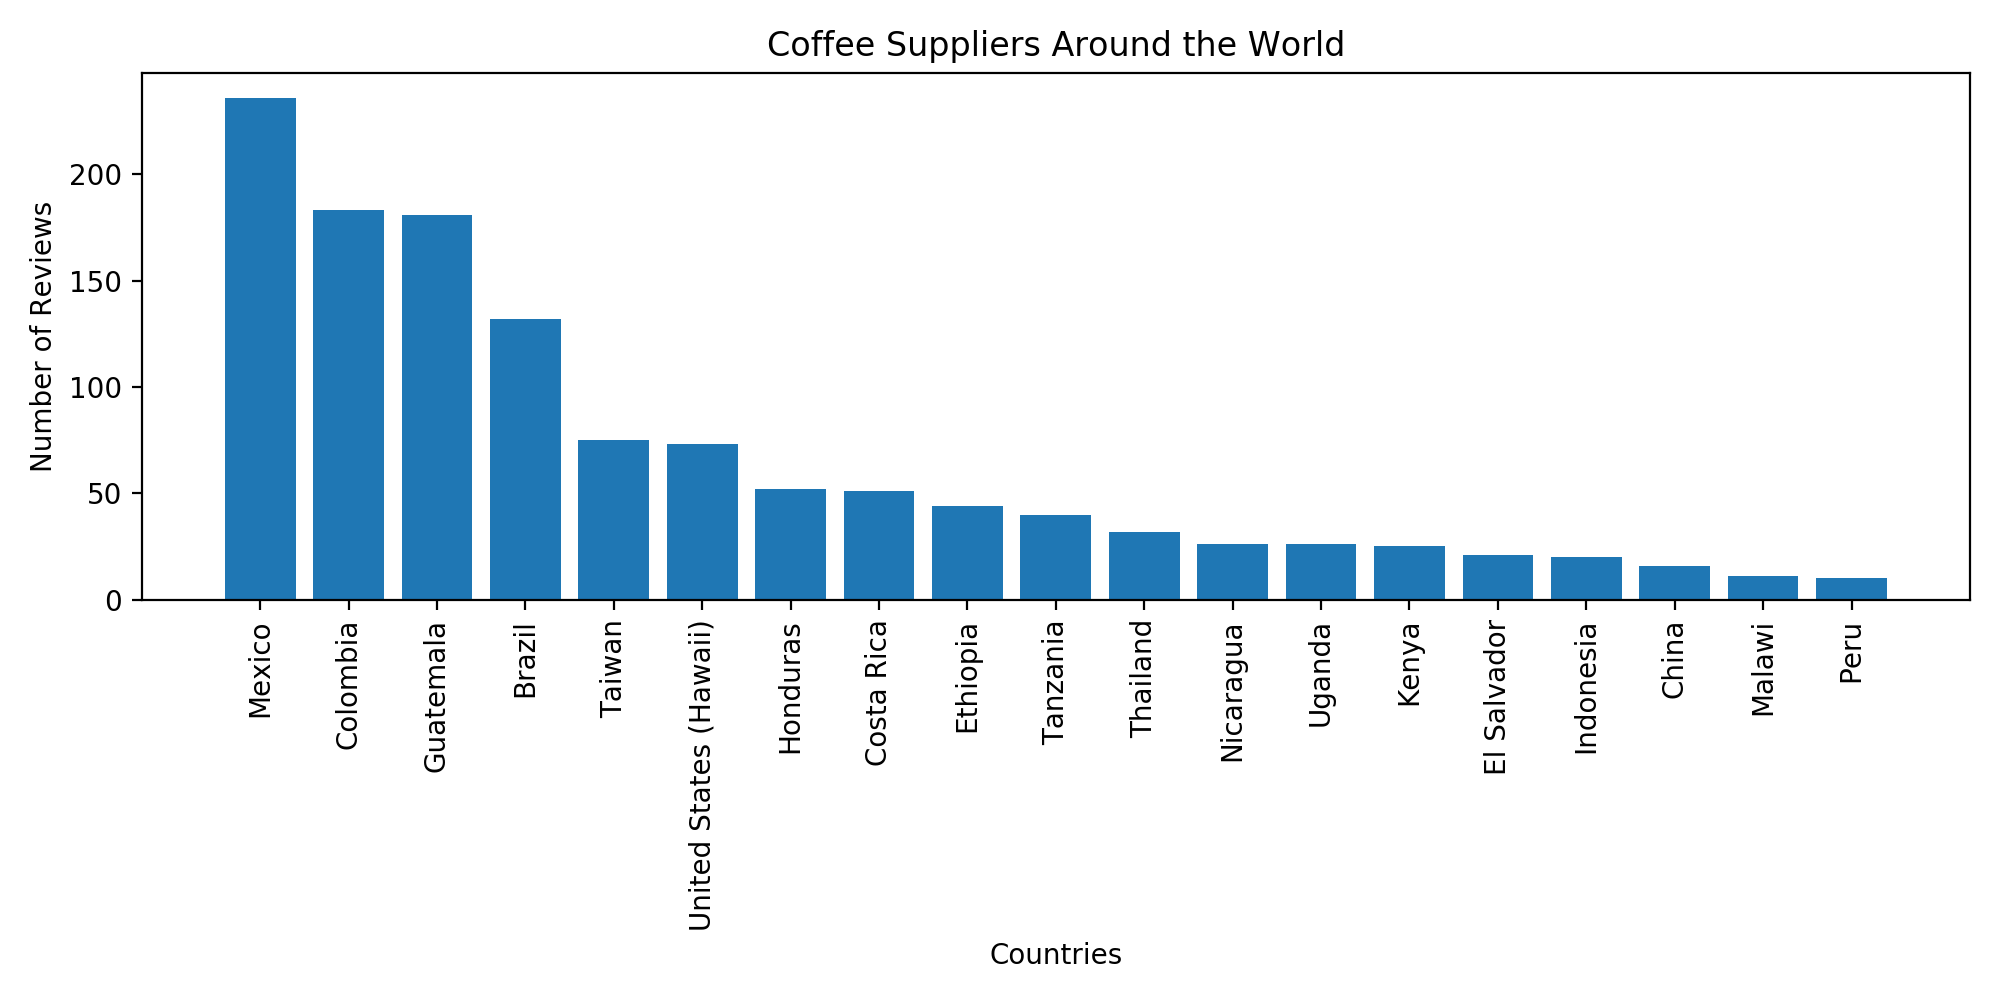 Coffee Suppliers Around the World
Number of Reviews
200
150
100
50
0
Mexico
Colombia
Guatemala
Brazil
Taiwan
United States (Hawaii)
Honduras
Costa Rica
Ethiopia
Tanzania
Thailand
Nicaragua
Uganda
Kenya
El Salvador
Indonesia
China
Malawi
Peru
Countries